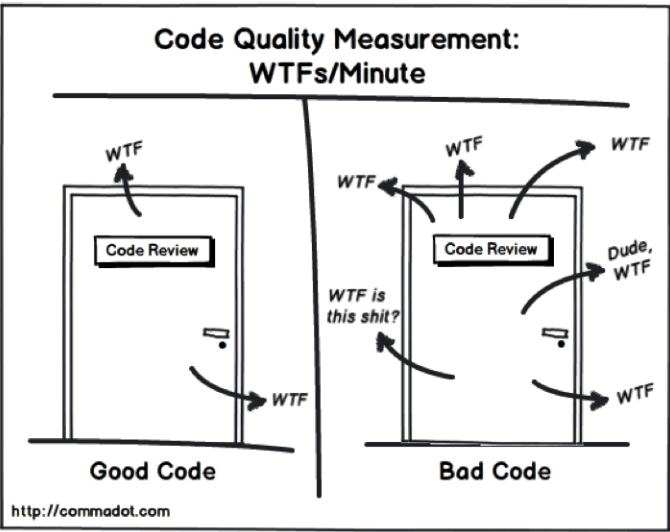 Code Quality Measurement:
WTFs/Minute
WTF
Code Review
WTF
Good Code
WTF
WTF
WTF
Code Review
Dude,
WTF
WTF is
this shit?
WTF
Bad Code
http://commadot.com